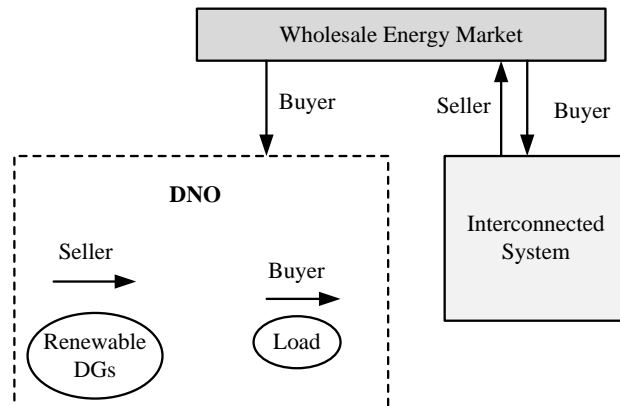 Wholesale Energy Market
Buyer
Seller
Buyer
DNO
Interconnected
System
Seller
Buyer
Renewable
DGs
Load